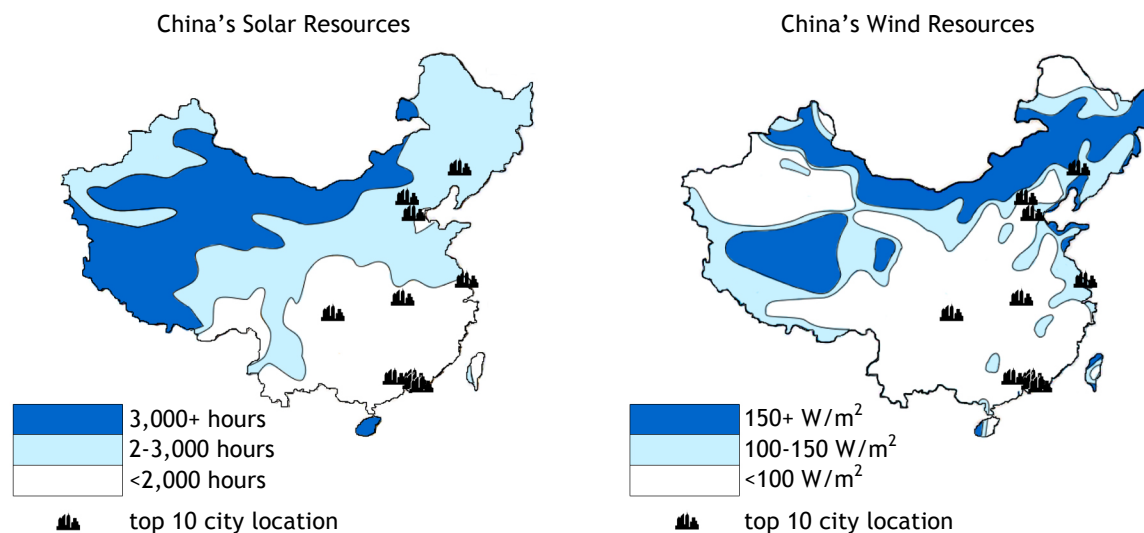 China’s Solar Resources
3,000+ hours
2-3,000 hours
<2,000 hours
top 10 city location
China’s Wind Resources
150+ W/m²
100-150 W/m²
<100 W/m²
top 10 city location